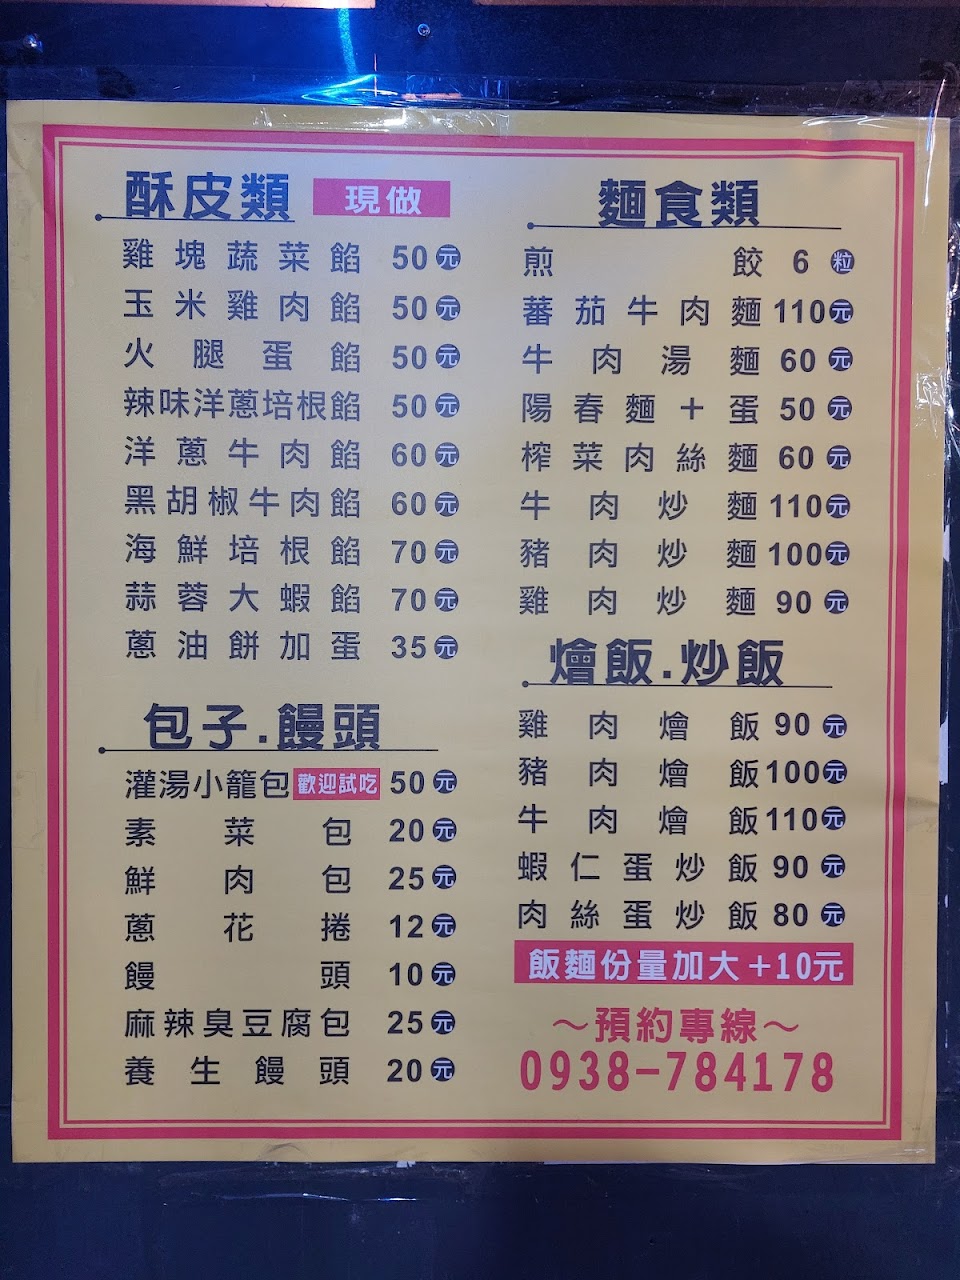 酥皮類 現做
雞塊蔬菜餡 50元
玉米雞肉餡 50元
火腿蛋餡 50元
辣味洋蔥培根餡 50元
洋蔥牛肉餡 60元
黑胡椒牛肉餡 60元
海鮮培根餡 70元
蒜蓉大蝦餡 70元
蔥油餅加蛋 35元
包子.饅頭
灌湯小籠包 歡迎試吃 50元
素菜包 20元
鮮肉包 25元
蔥花捲 12元
饅頭 10元
麻辣臭豆腐包 25元
養生饅頭 20元
麵食類
煎餃 6粒
蕃茄牛肉麵 110元
牛肉湯麵 60元
陽春麵＋蛋 50元
榨菜肉絲麵 60元
牛肉炒麵 110元
豬肉炒麵 100元
雞肉炒麵 90元
燴飯.炒飯
雞肉燴飯 90元
豬肉燴飯 100元
牛肉燴飯 110元
蝦仁蛋炒飯 90元
肉絲蛋炒飯 80元
飯麵份量加大+10元
～預約專線～
0938-784178